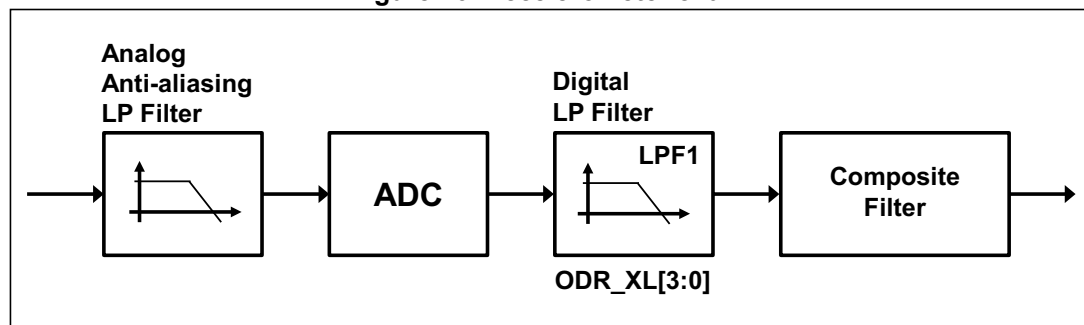 Analog
Anti-aliasing
LP Filter
ADC
Digital
LP Filter
LPF1
ODR_XL[3:0]
Composite
Filter